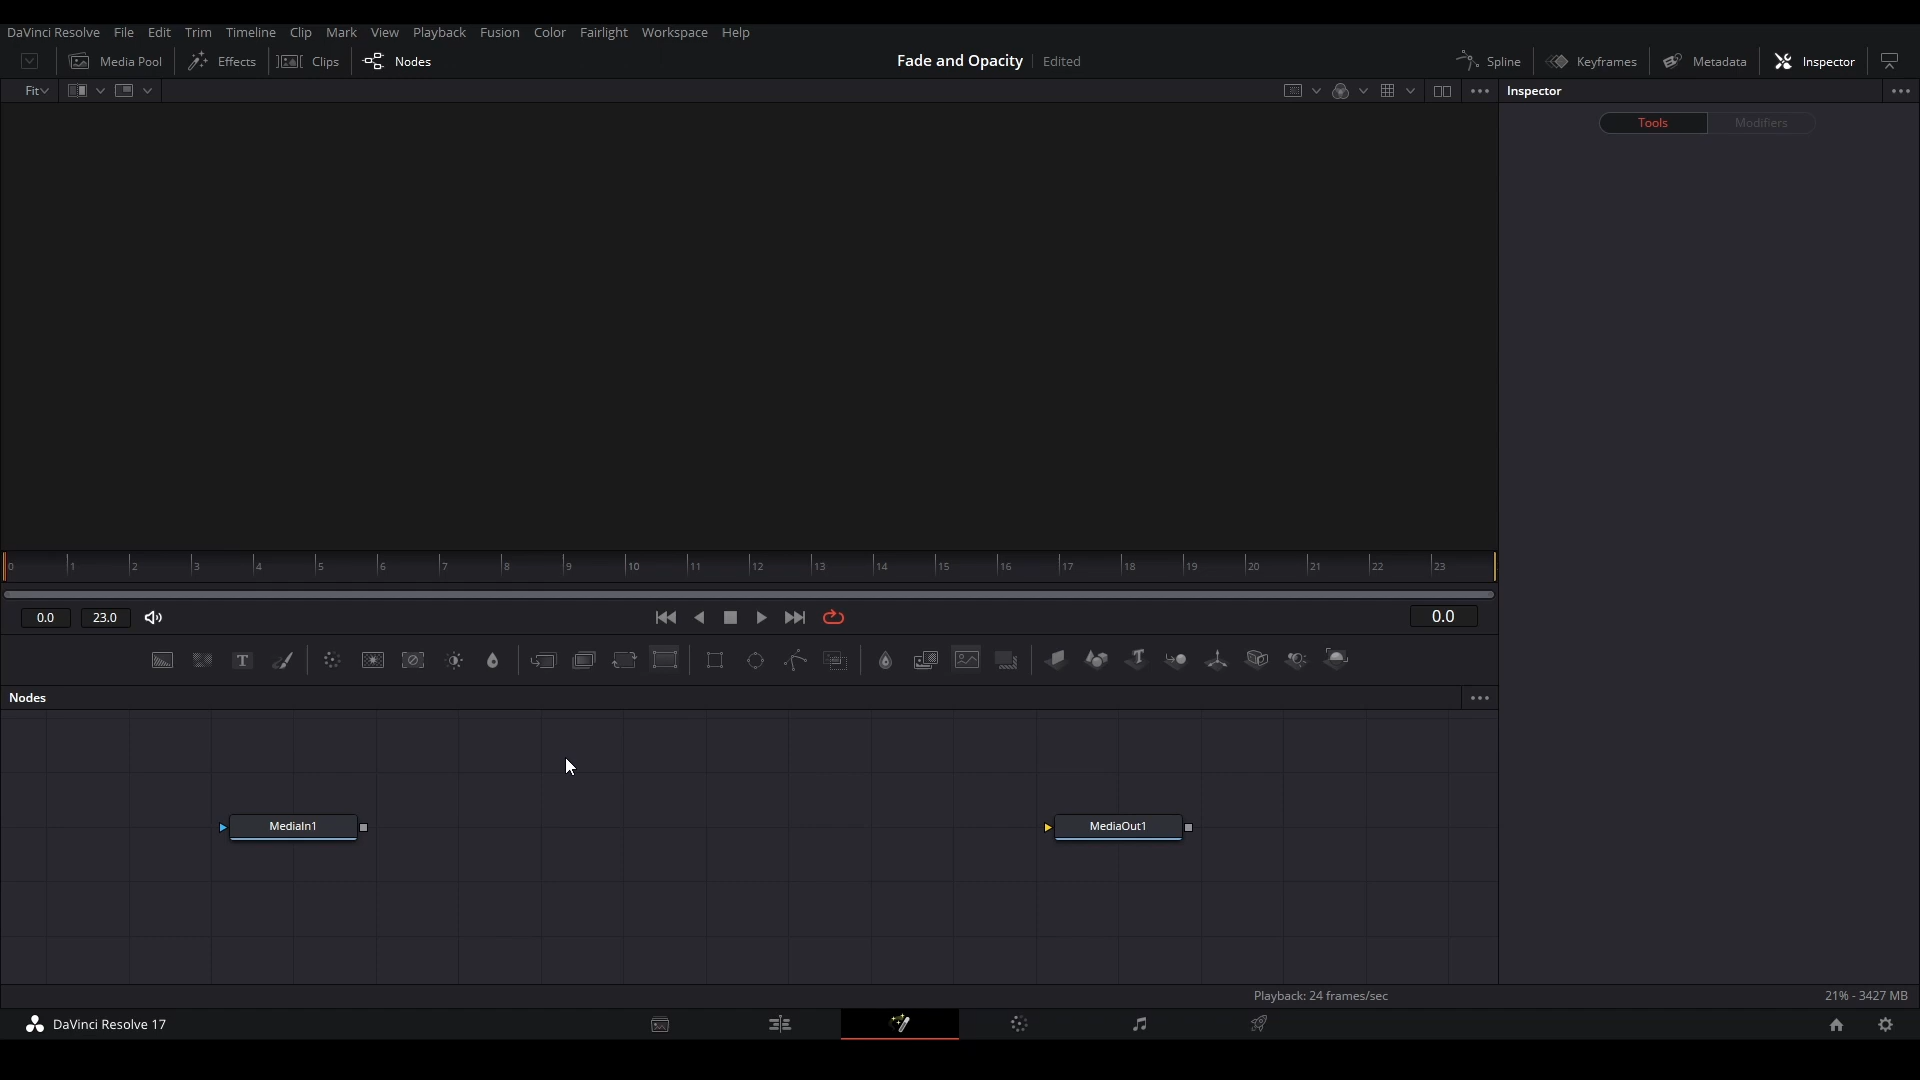 DaVinci Resolve File Edit Trim Timeline Clip Mark View Playback Fusion Color Fairlight Workspace Help
Media Pool Effects Clips Nodes Fade and Opacity Edited Spline Keyframes Metadata Inspector
Fit Inspector
Tools Modifiers
0 1 2 3 4 5 6 7 8 9 10 11 12 13 14 15 16 17 18 19 20 21 22 23
0.0 23.0 0.0
T
Nodes
MediaIn1 MediaOut1
Playback: 24 frames/sec 21% - 3427 MB
DaVinci Resolve 17